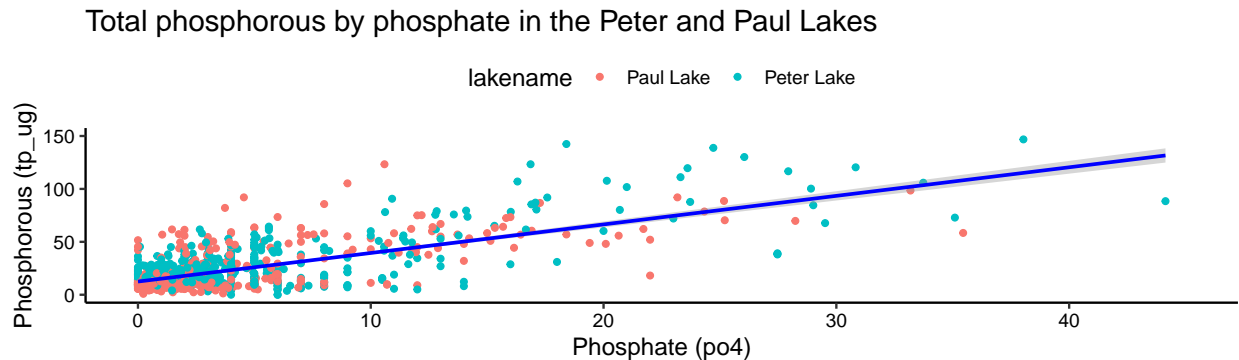 Total phosphorous by phosphate in the Peter and Paul Lakes
lakename Paul Lake Peter Lake
Phosphorous (tp_ug)
150
100
50
0
0 10 20 30 40
Phosphate (po4)